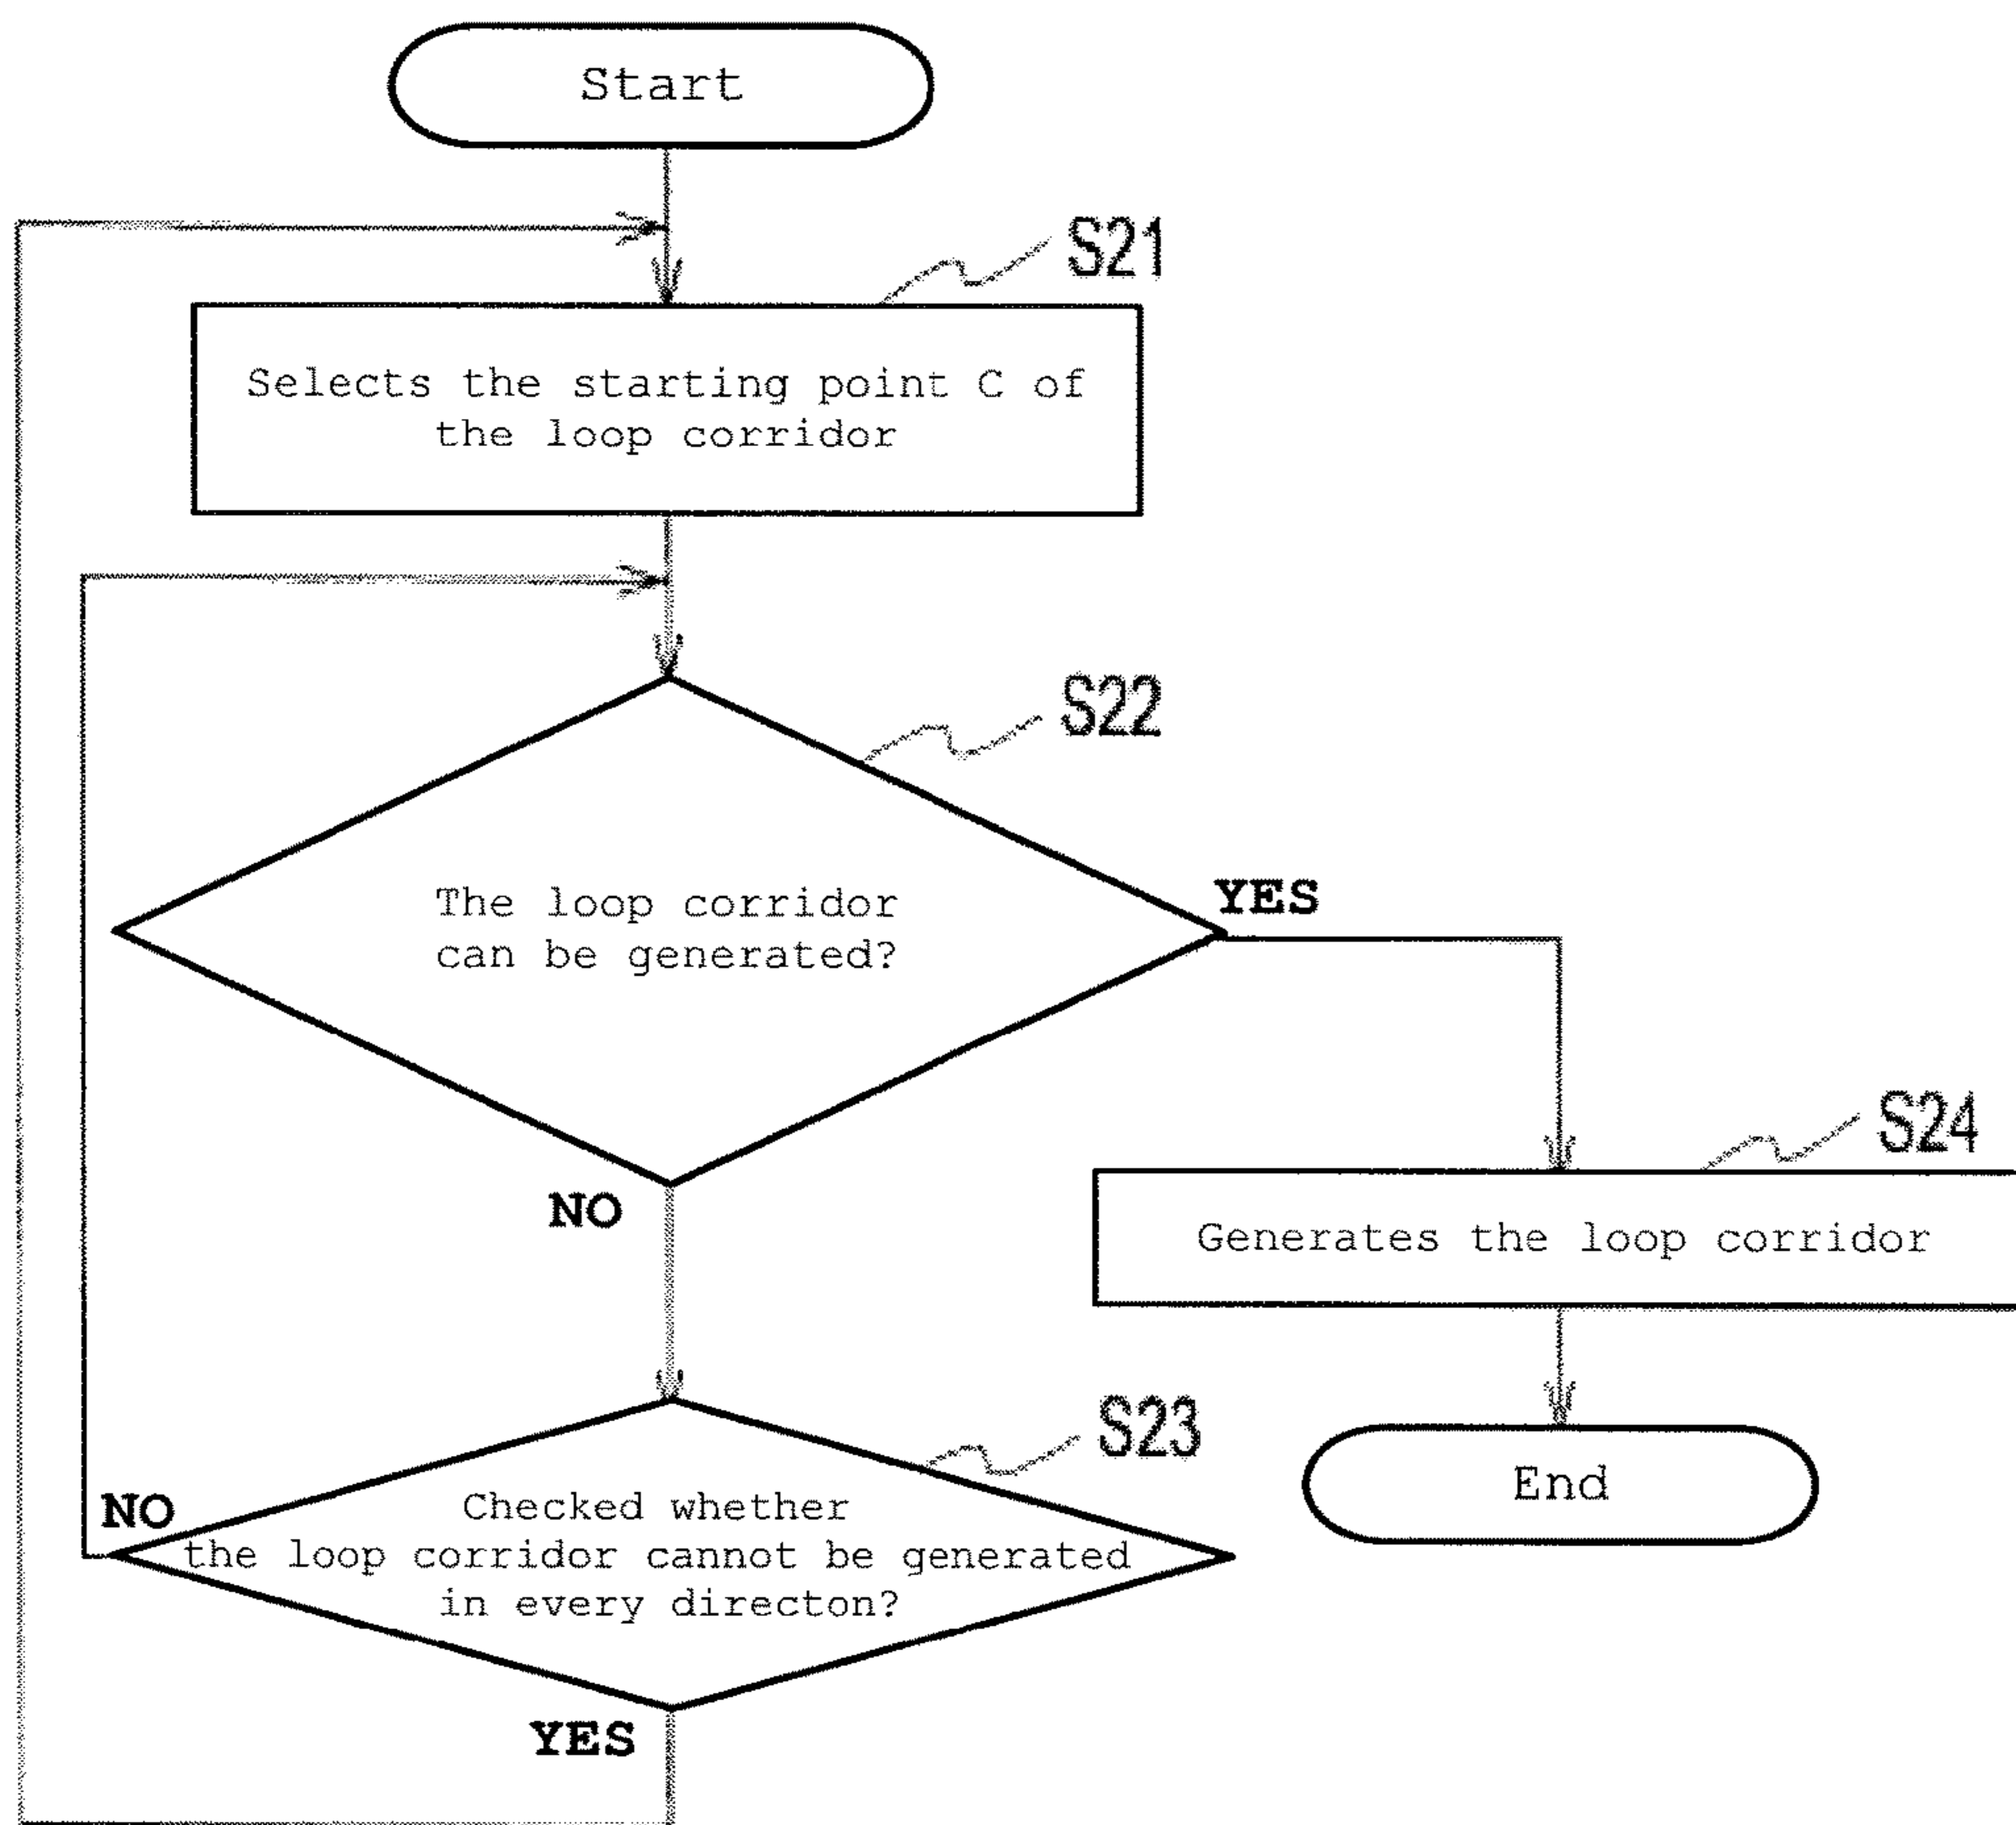 Start
S21
Selects the starting point C of
the loop corridor
S22
The loop corridor
can be generated?
YES
NO
S24
Generates the loop corridor
S23
Checked whether
the loop corridor cannot be generated
in every directon?
NO
YES
End